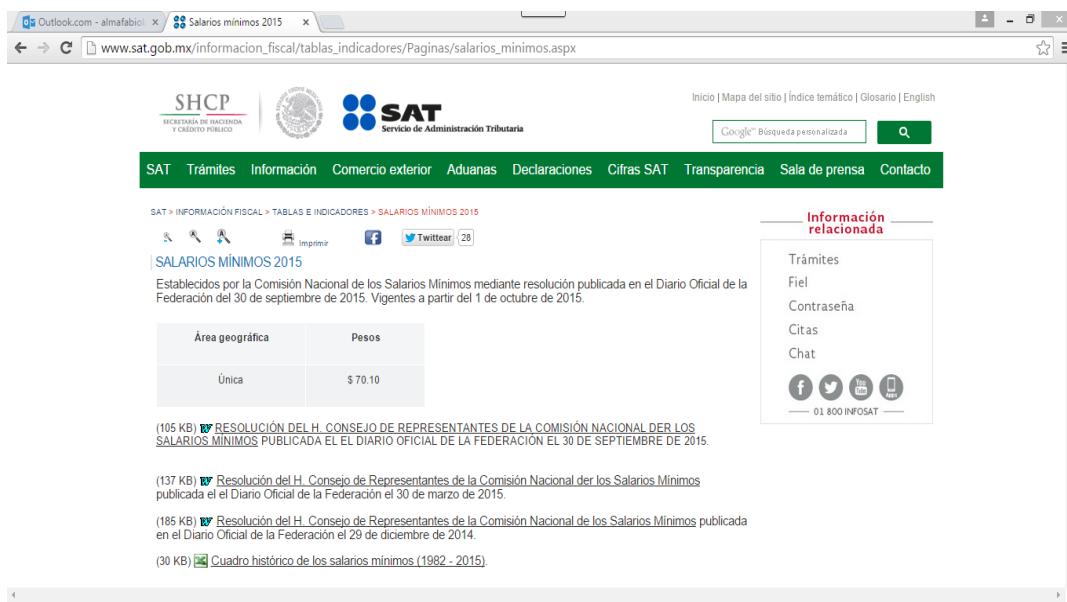 Outlook.com - almafabiol
Salarios mínimos 2015
www.sat.gob.mx/informacion_fiscal/tablas_indicadores/Paginas/salarios_minimos.aspx
SHCP
SECRETARÍA DE HACIENDA
Y CRÉDITO PÚBLICO
SAT
Servicio de Administración Tributaria
Inicio | Mapa del sitio | Índice temático | Glosario | English
Google™ Búsqueda personalizada
SAT Trámites Información Comercio exterior Aduanas Declaraciones Cifras SAT Transparencia Sala de prensa Contacto
SAT > INFORMACIÓN FISCAL > TABLAS E INDICADORES > SALARIOS MÍNIMOS 2015
Imprimir
Twittear 28
SALARIOS MÍNIMOS 2015
Establecidos por la Comisión Nacional de los Salarios Mínimos mediante resolución publicada en el Diario Oficial de la
Federación del 30 de septiembre de 2015. Vigentes a partir del 1 de octubre de 2015.
Área geográfica Pesos
Única $ 70.10
(105 KB) RESOLUCIÓN DEL H. CONSEJO DE REPRESENTANTES DE LA COMISIÓN NACIONAL DER LOS
SALARIOS MÍNIMOS PUBLICADA EL EL DIARIO OFICIAL DE LA FEDERACIÓN EL 30 DE SEPTIEMBRE DE 2015.
(137 KB) Resolución del H. Consejo de Representantes de la Comisión Nacional der los Salarios Mínimos
publicada el el Diario Oficial de la Federación el 30 de marzo de 2015.
(185 KB) Resolución del H. Consejo de Representantes de la Comisión Nacional de los Salarios Mínimos publicada
en el Diario Oficial de la Federación el 29 de diciembre de 2014.
(30 KB) Cuadro histórico de los salarios mínimos (1982 - 2015).
Información
relacionada
Trámites
Fiel
Contraseña
Citas
Chat
You
Tube
Apps
01 800 INFOSAT